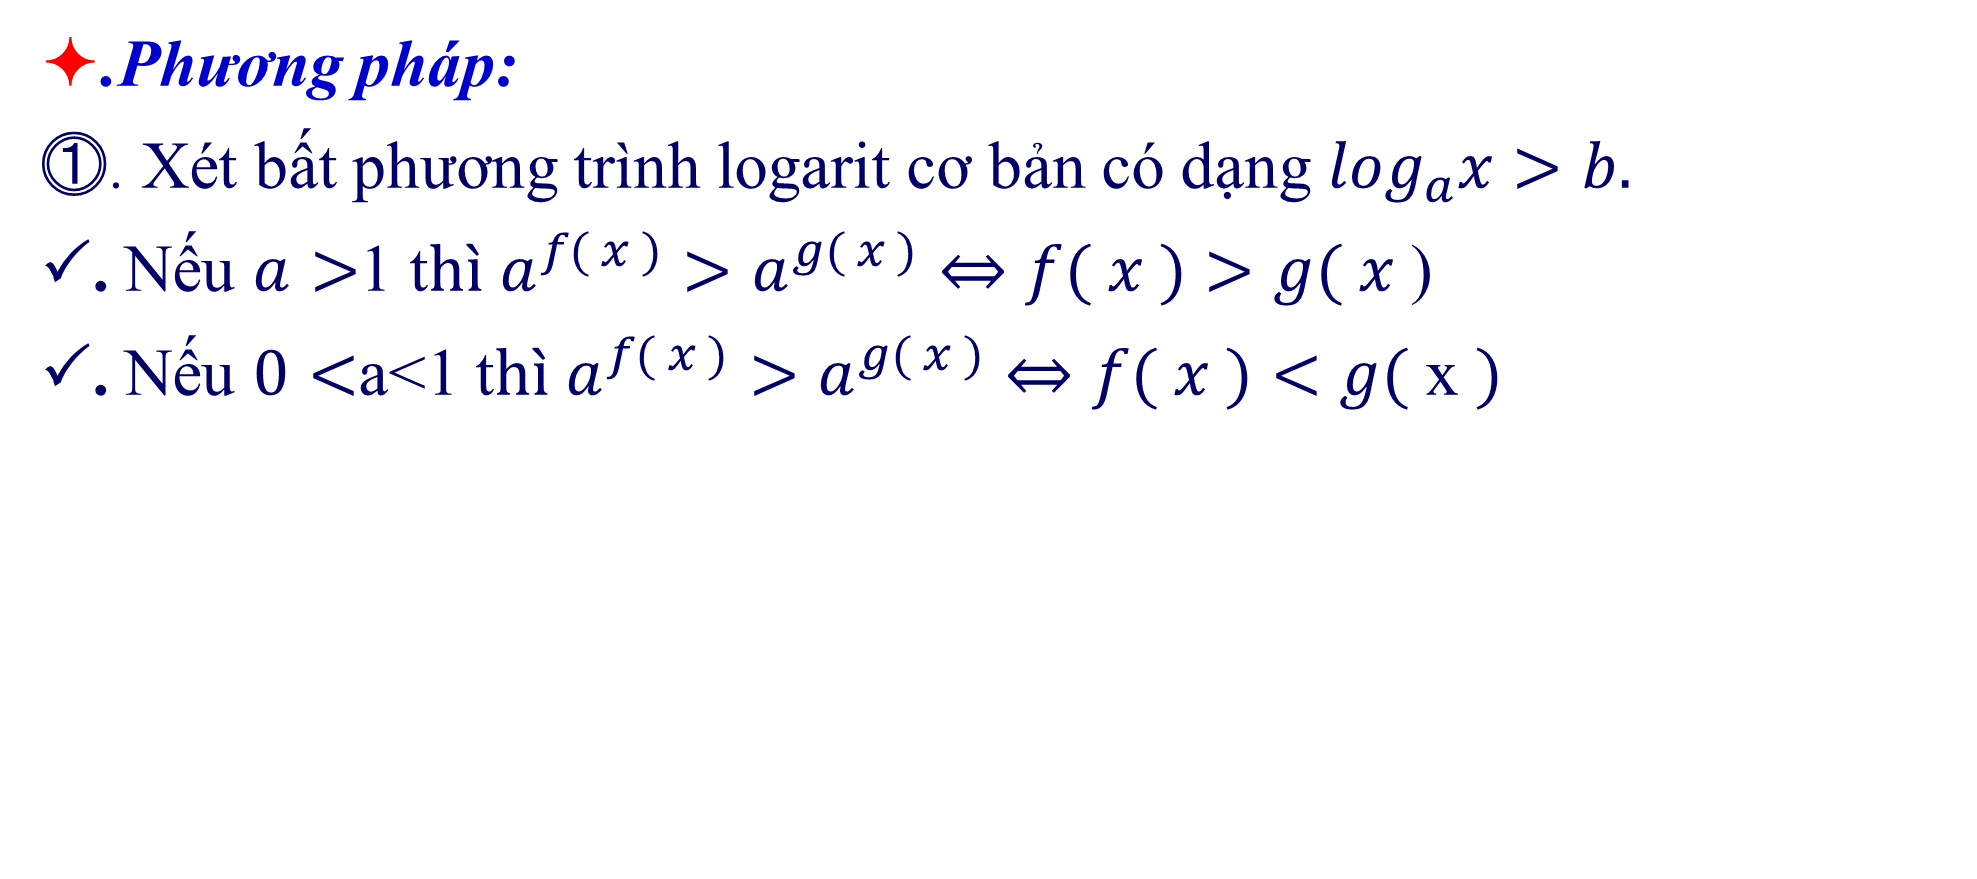 ✦.Phương pháp:
①. Xét bất phương trình logarit cơ bản có dạng $log_a x > b$.
✓. Nếu $a > 1$ thì $a^{f( x )} > a^{g( x )} ⇔ f( x ) > g( x )$
✓. Nếu $0 < a < 1$ thì $a^{f( x )} > a^{g( x )} ⇔ f( x ) < g( x )$